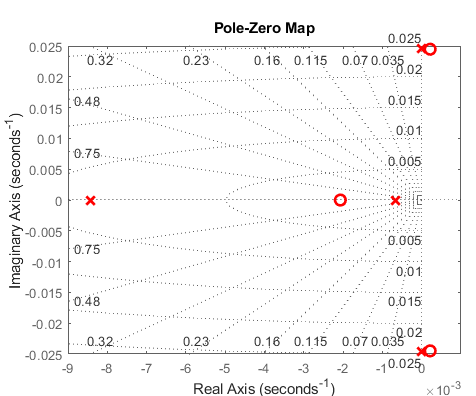 Pole-Zero Map
0.025 0.025
0.32 0.23 0.16 0.115 0.07 0.035
0.02 0.02
0.48
0.015 0.015
0.01 0.01
0.75
0.005 0.005
0
-0.005 0.005
0.75
-0.01 0.01
0.48
-0.015 0.015
-0.02 0.02
0.32 0.23 0.16 0.115 0.07 0.035
-0.025 0.025
-9 -8 -7 -6 -5 -4 -3 -2 -1 0
×10⁻³
Real Axis (seconds⁻¹)
Imaginary Axis (seconds⁻¹)